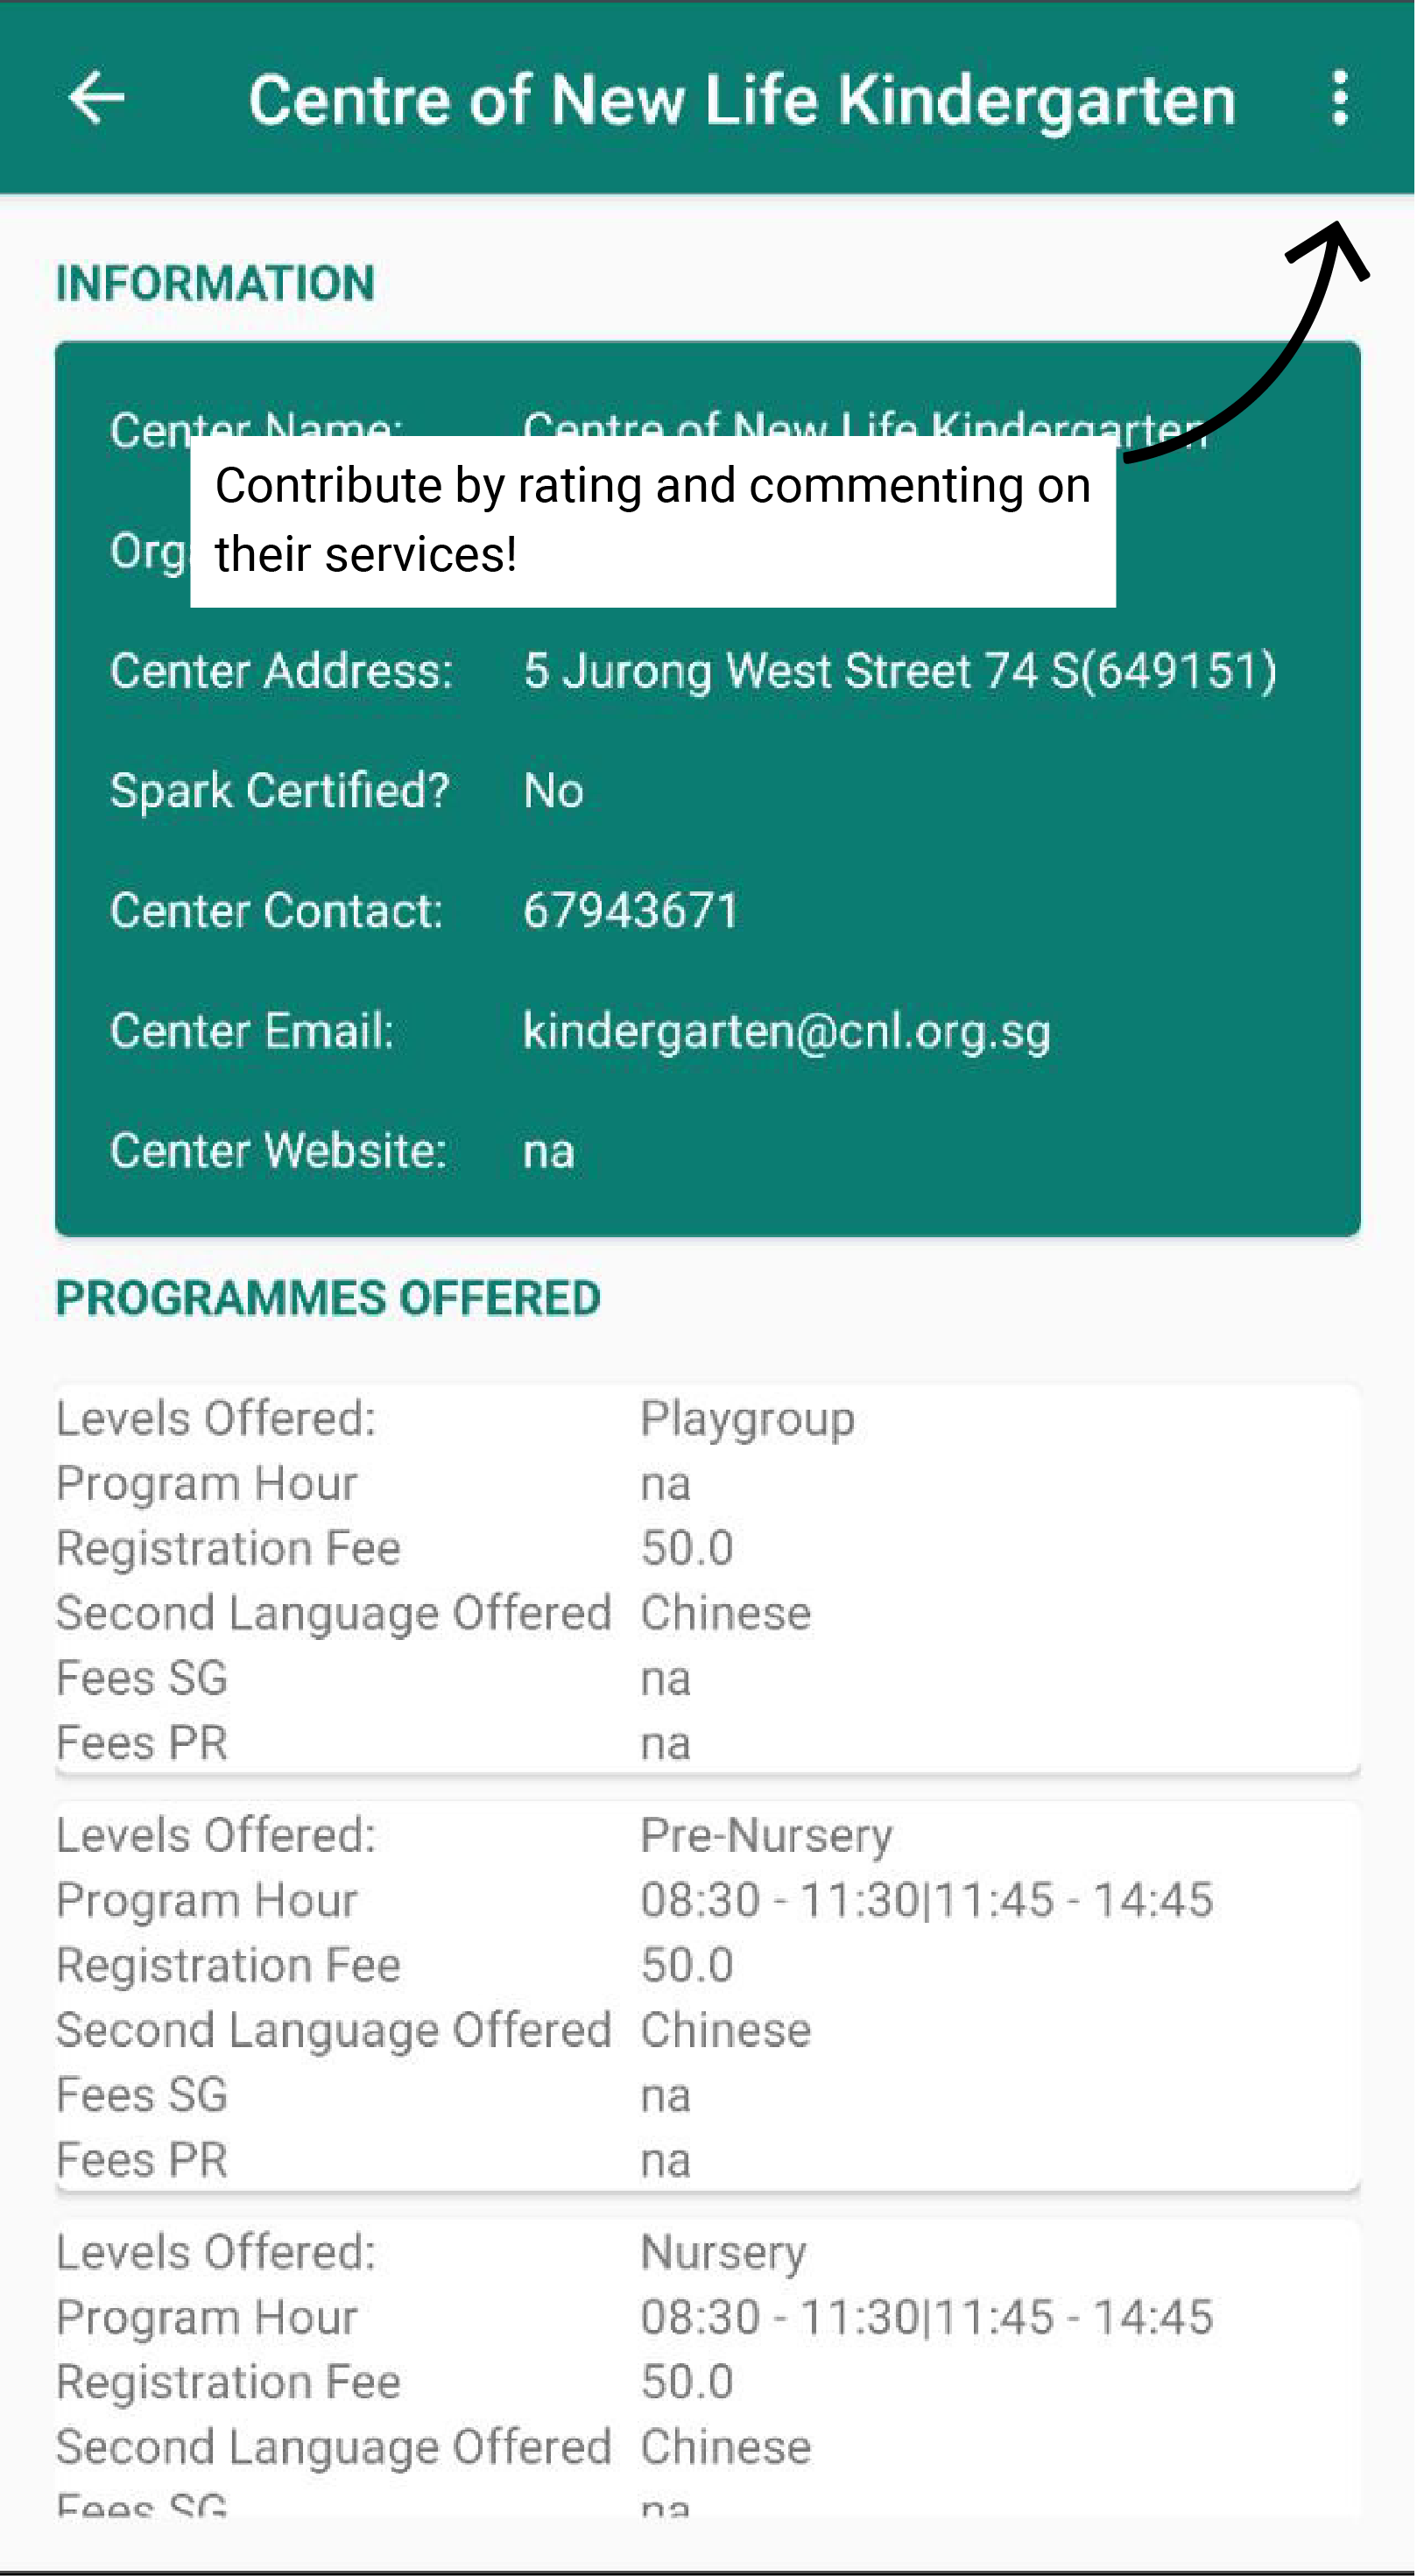 Centre of New Life Kindergarten
INFORMATION
Center Name: Centre of New Life Kindergarten
Contribute by rating and commenting on
their services!
Center Address: 5 Jurong West Street 74 S(649151)
Spark Certified? No
Center Contact: 67943671
Center Email: kindergarten@cnl.org.sg
Center Website: na
PROGRAMMES OFFERED
Levels Offered: Playgroup
Program Hour na
Registration Fee 50.0
Second Language Offered Chinese
Fees SG na
Fees PR na
Levels Offered: Pre-Nursery
Program Hour 08:30 - 11:30|11:45 - 14:45
Registration Fee 50.0
Second Language Offered Chinese
Fees SG na
Fees PR na
Levels Offered: Nursery
Program Hour 08:30 - 11:30|11:45 - 14:45
Registration Fee 50.0
Second Language Offered Chinese
Fees SG na